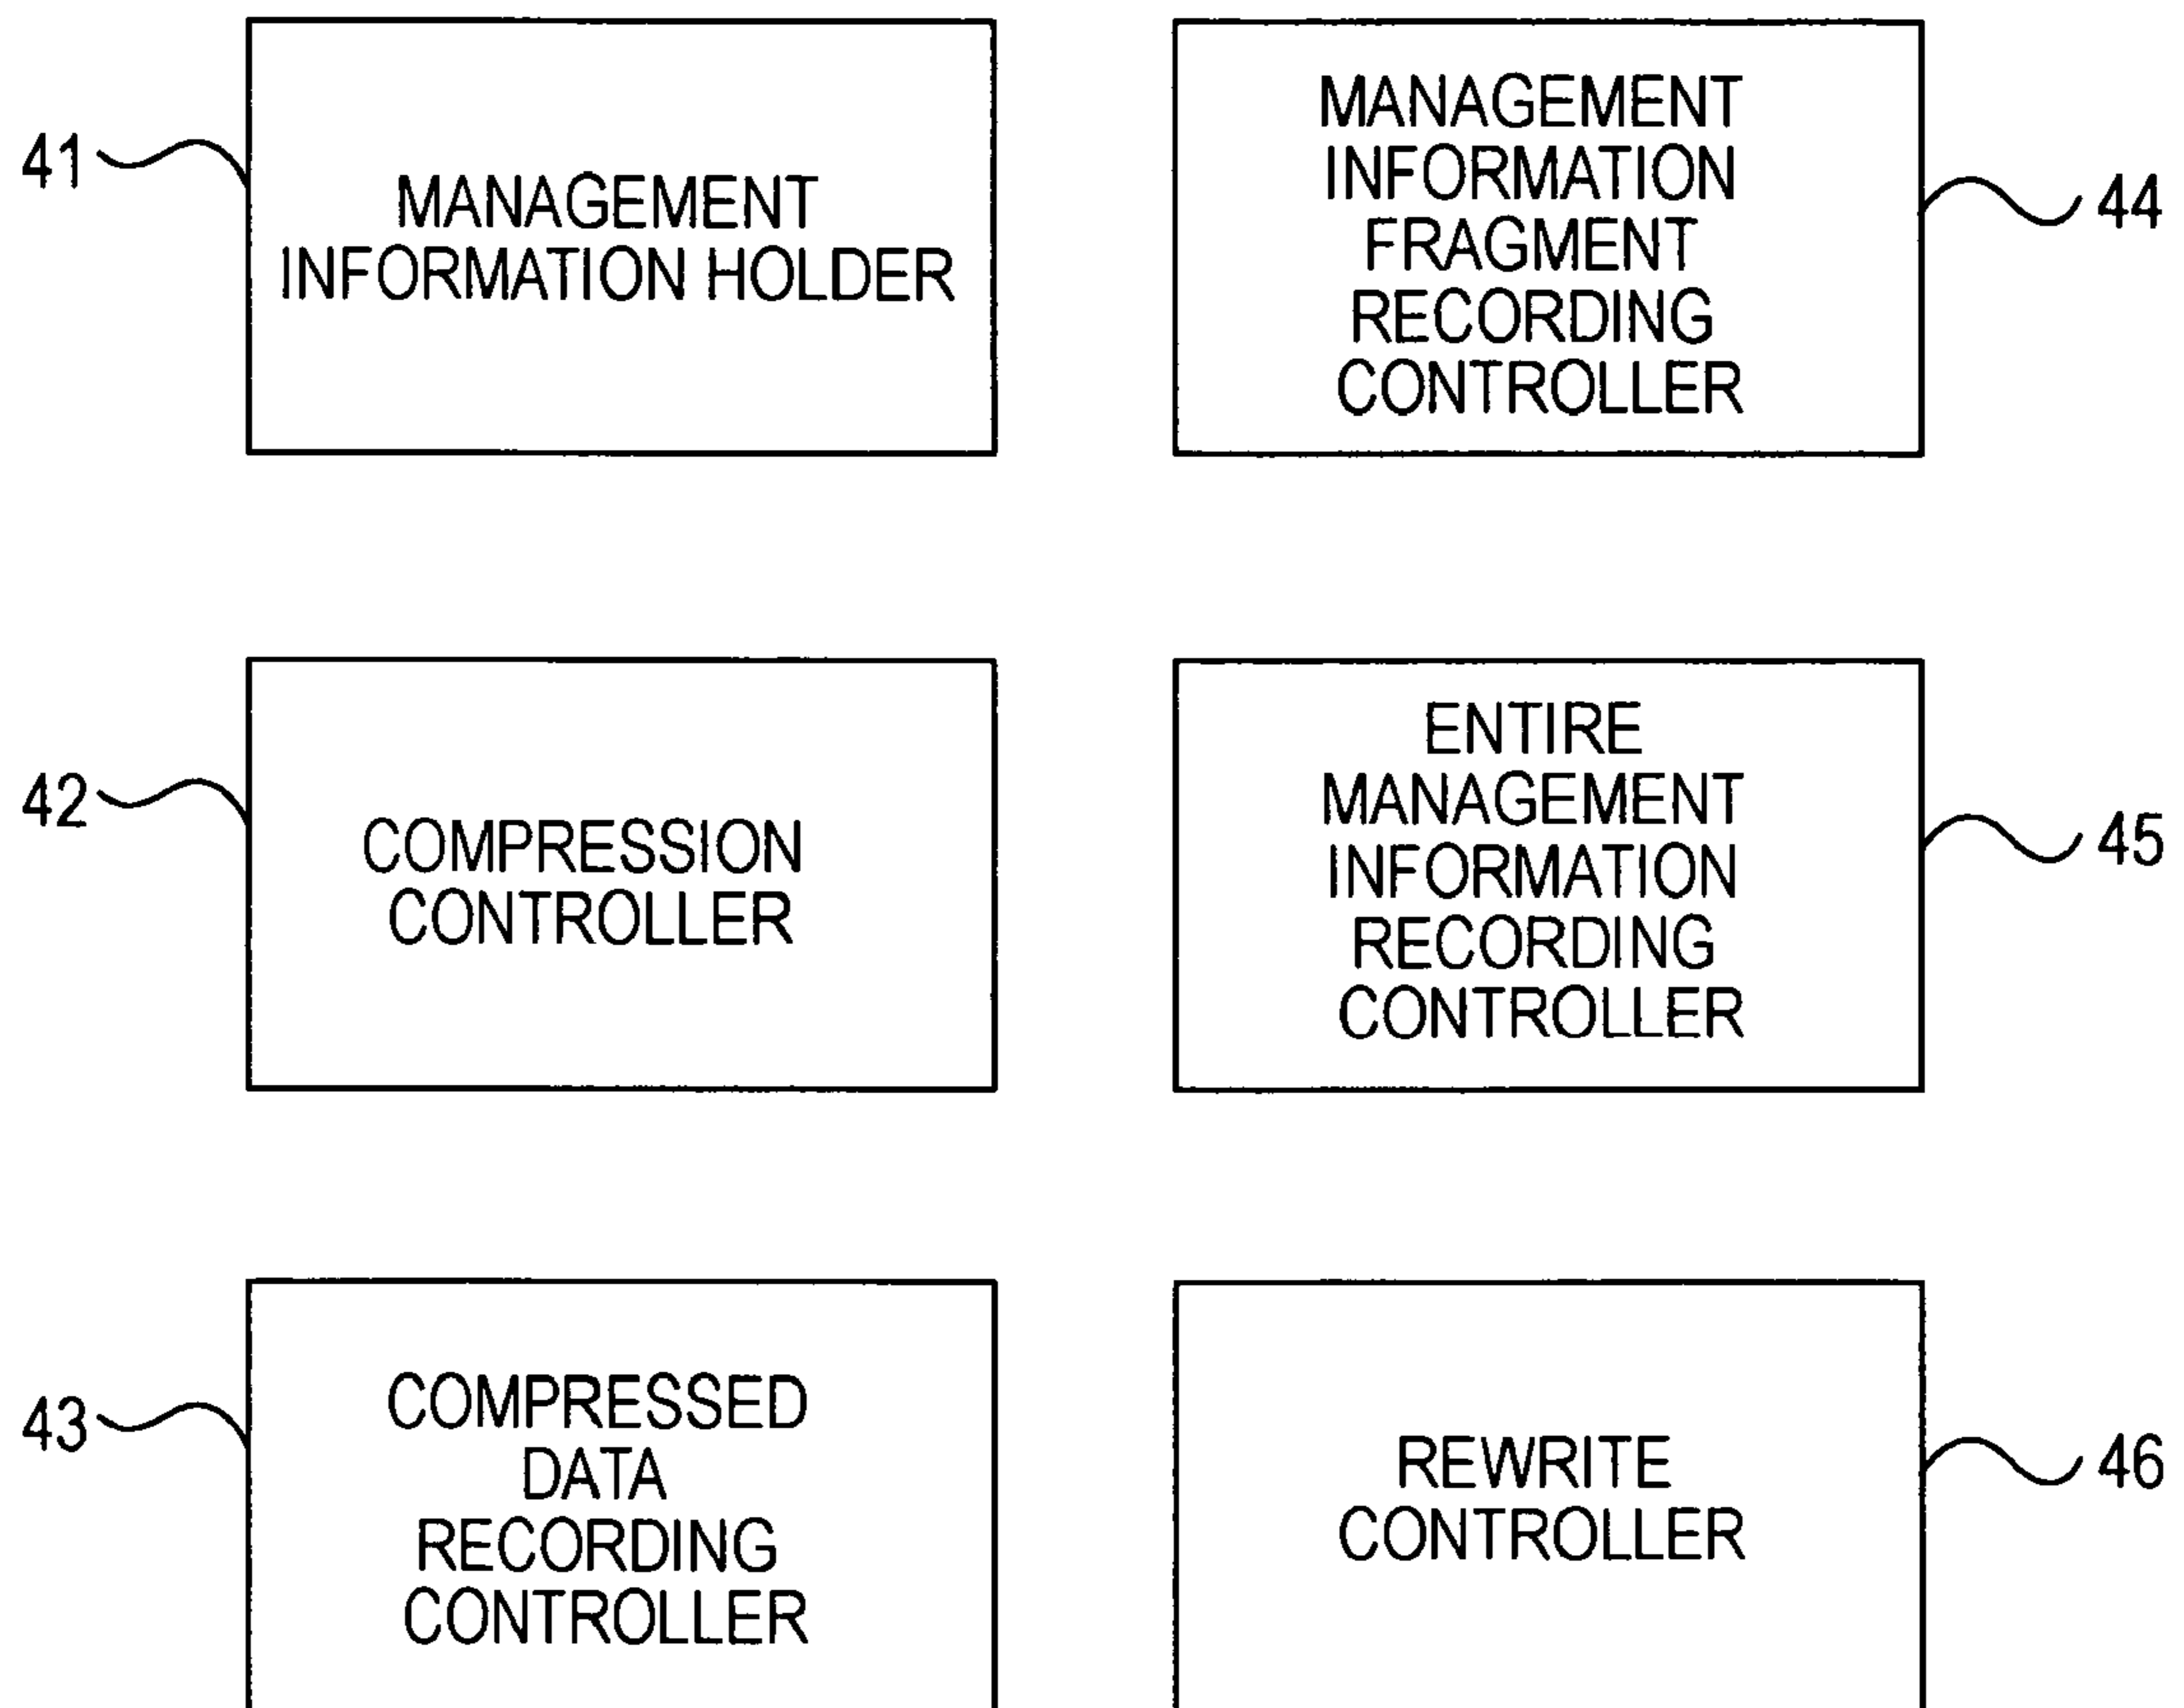 41
MANAGEMENT
INFORMATION HOLDER
MANAGEMENT
INFORMATION
FRAGMENT
RECORDING
CONTROLLER
44
42
COMPRESSION
CONTROLLER
ENTIRE
MANAGEMENT
INFORMATION
RECORDING
CONTROLLER
45
43
COMPRESSED
DATA
RECORDING
CONTROLLER
REWRITE
CONTROLLER
46